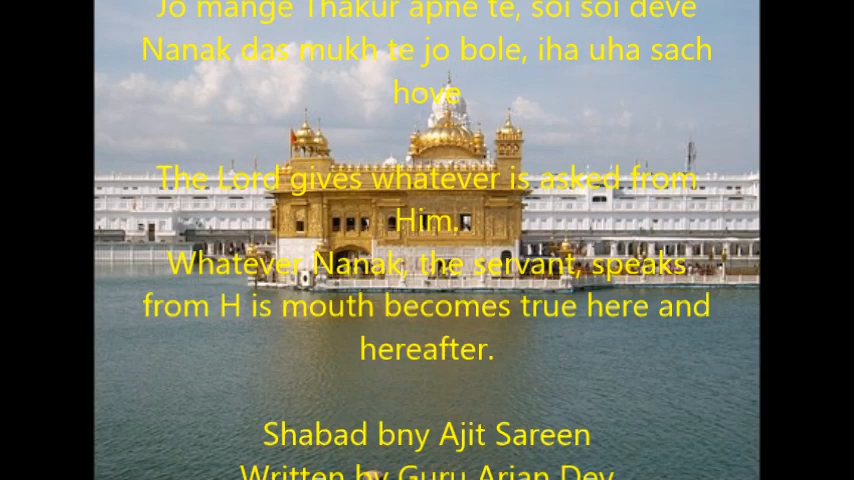 Jo mange Thakur apne te, soi soi deve
Nanak das mukh te jo bole, iha uha sach
hove
The Lord gives whatever is asked from
Him.
Whatever Nanak, the servant, speaks
from H is mouth becomes true here and
hereafter.
Shabad bny Ajit Sareen
Written by Guru Arjan Dev